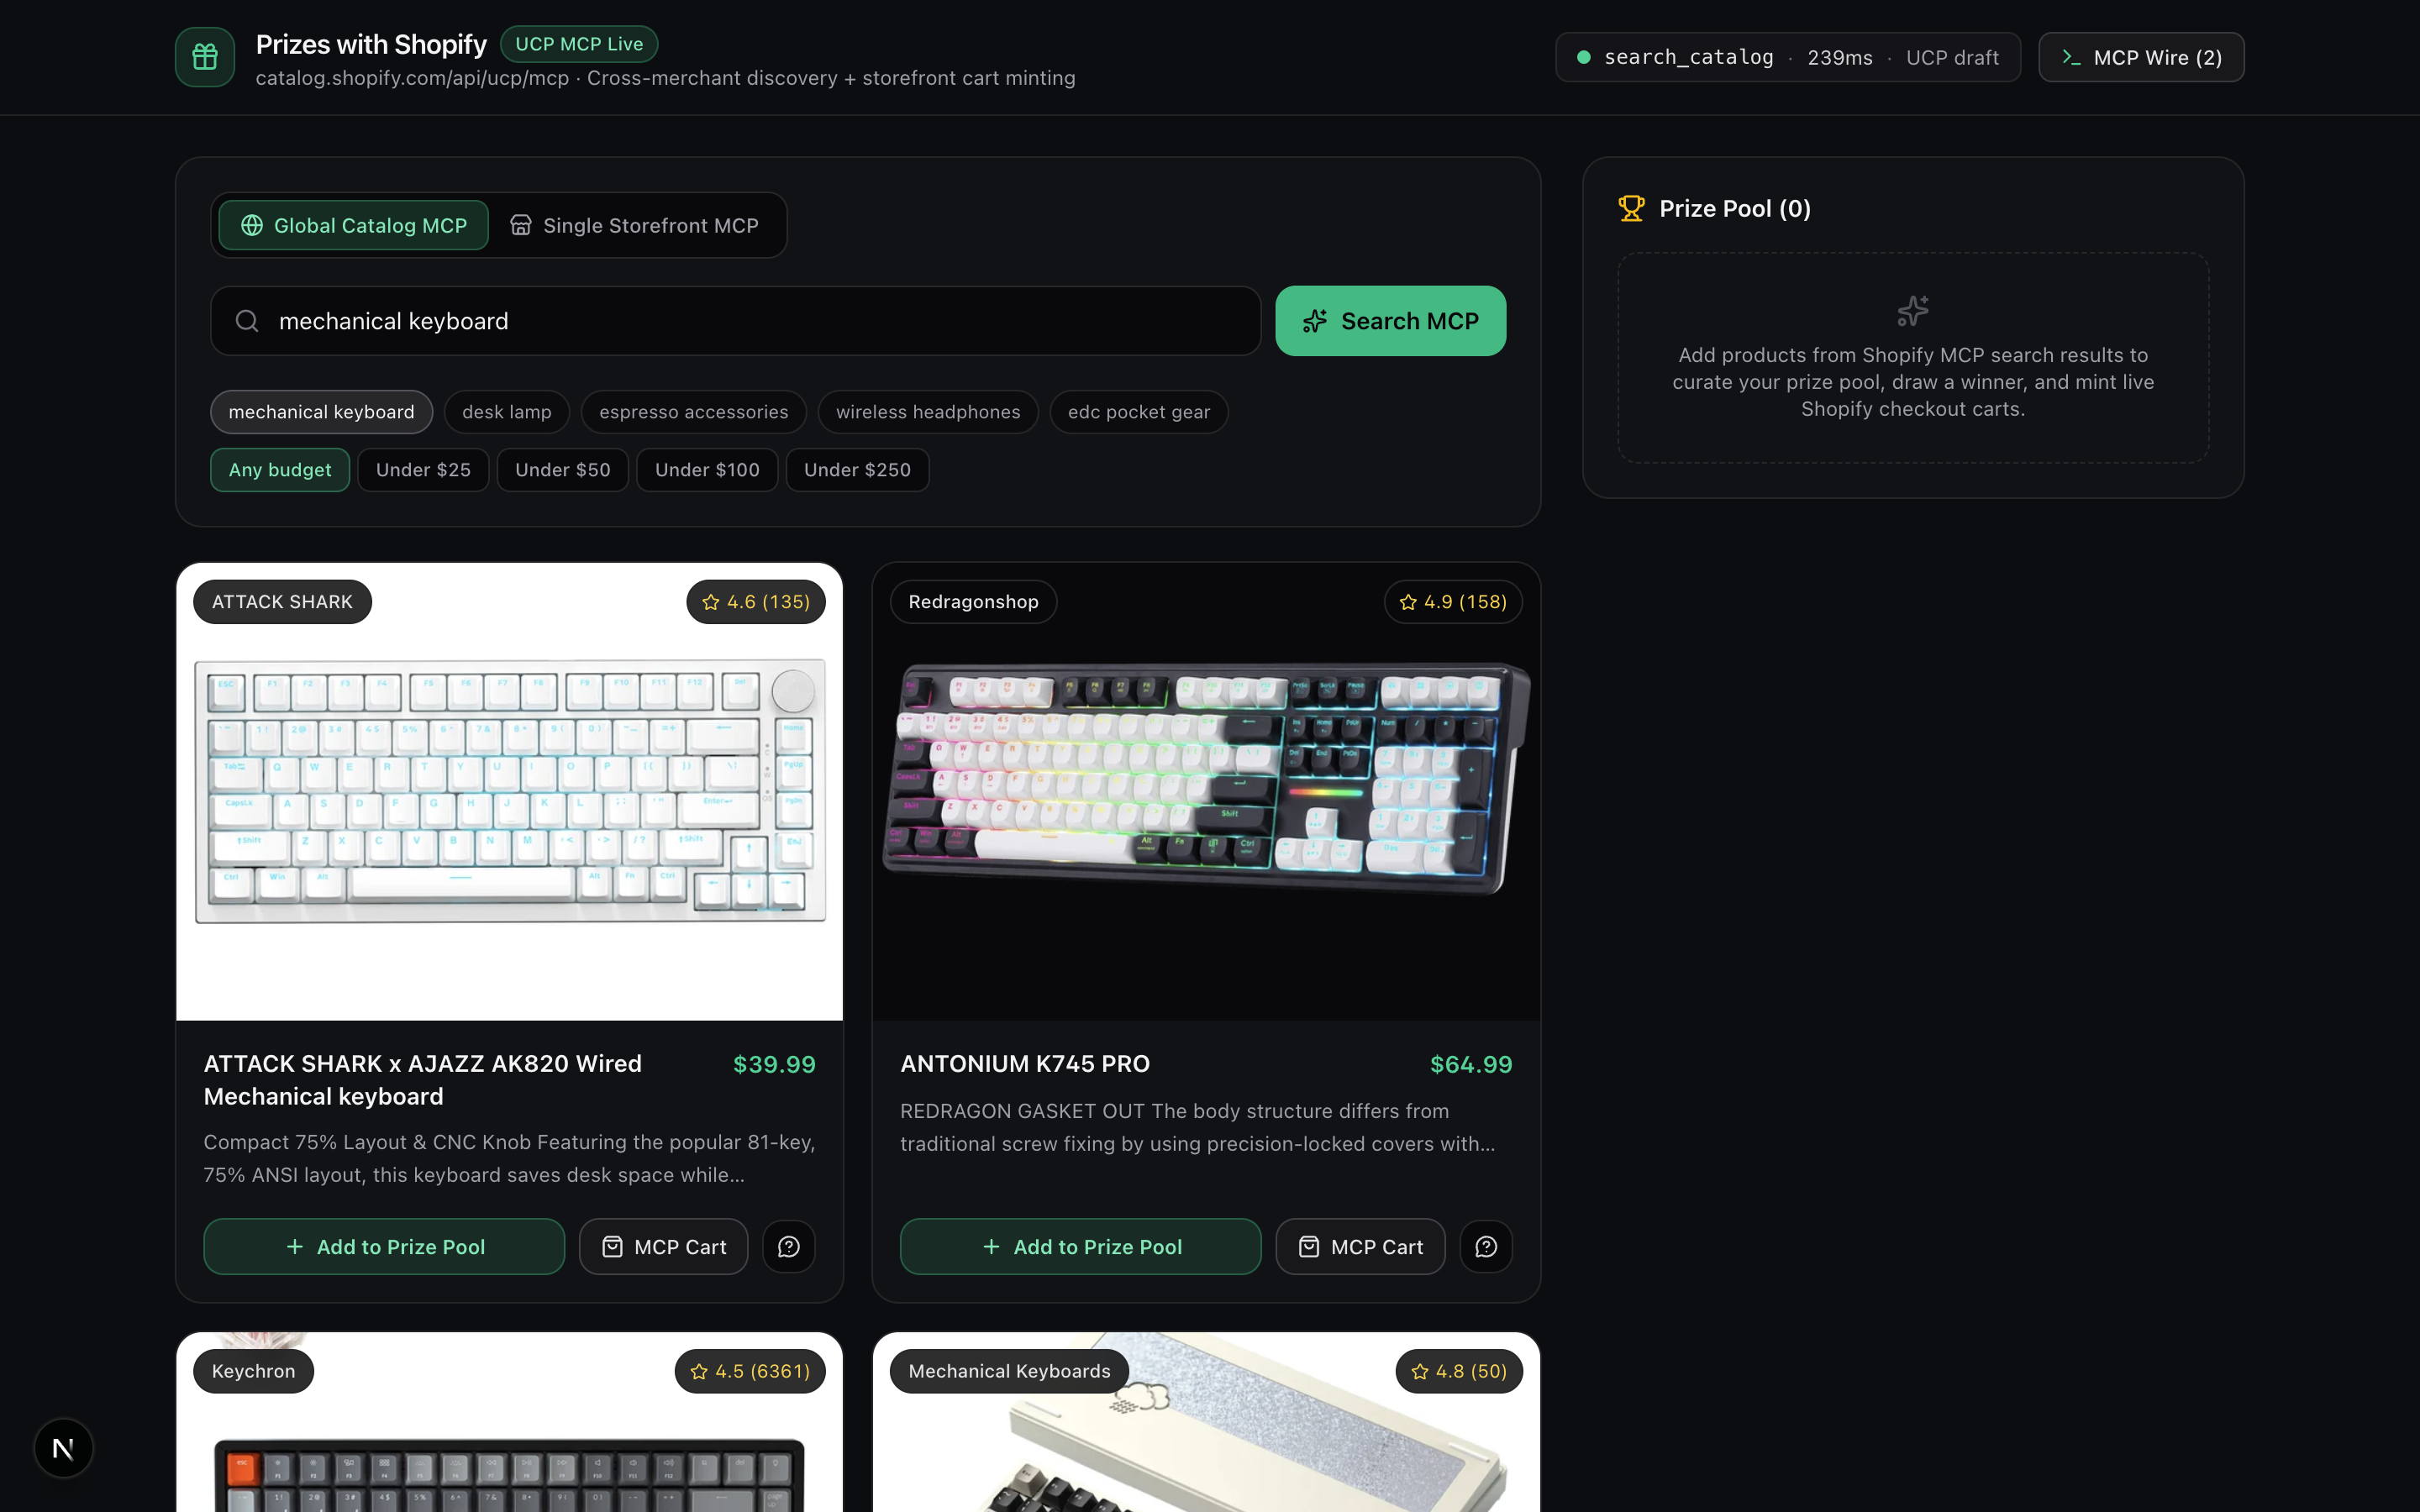 Prizes with Shopify
UCP MCP Live
catalog.shopify.com/api/ucp/mcp · Cross-merchant discovery + storefront cart minting
search_catalog · 239ms · UCP draft
MCP Wire (2)
Global Catalog MCP
Single Storefront MCP
mechanical keyboard
Search MCP
mechanical keyboard
desk lamp
espresso accessories
wireless headphones
edc pocket gear
Any budget
Under $25
Under $50
Under $100
Under $250
Prize Pool (0)
Add products from Shopify MCP search results to
curate your prize pool, draw a winner, and mint live
Shopify checkout carts.
ATTACK SHARK
4.6 (135)
ATTACK SHARK x AJAZZ AK820 Wired
Mechanical keyboard
$39.99
Compact 75% Layout & CNC Knob Featuring the popular 81-key,
75% ANSI layout, this keyboard saves desk space while...
Add to Prize Pool
MCP Cart
Redragonshop
4.9 (158)
ANTONIUM K745 PRO
$64.99
REDRAGON GASKET OUT The body structure differs from
traditional screw fixing by using precision-locked covers with...
Add to Prize Pool
MCP Cart
Keychron
4.5 (6361)
Mechanical Keyboards
4.8 (50)
N